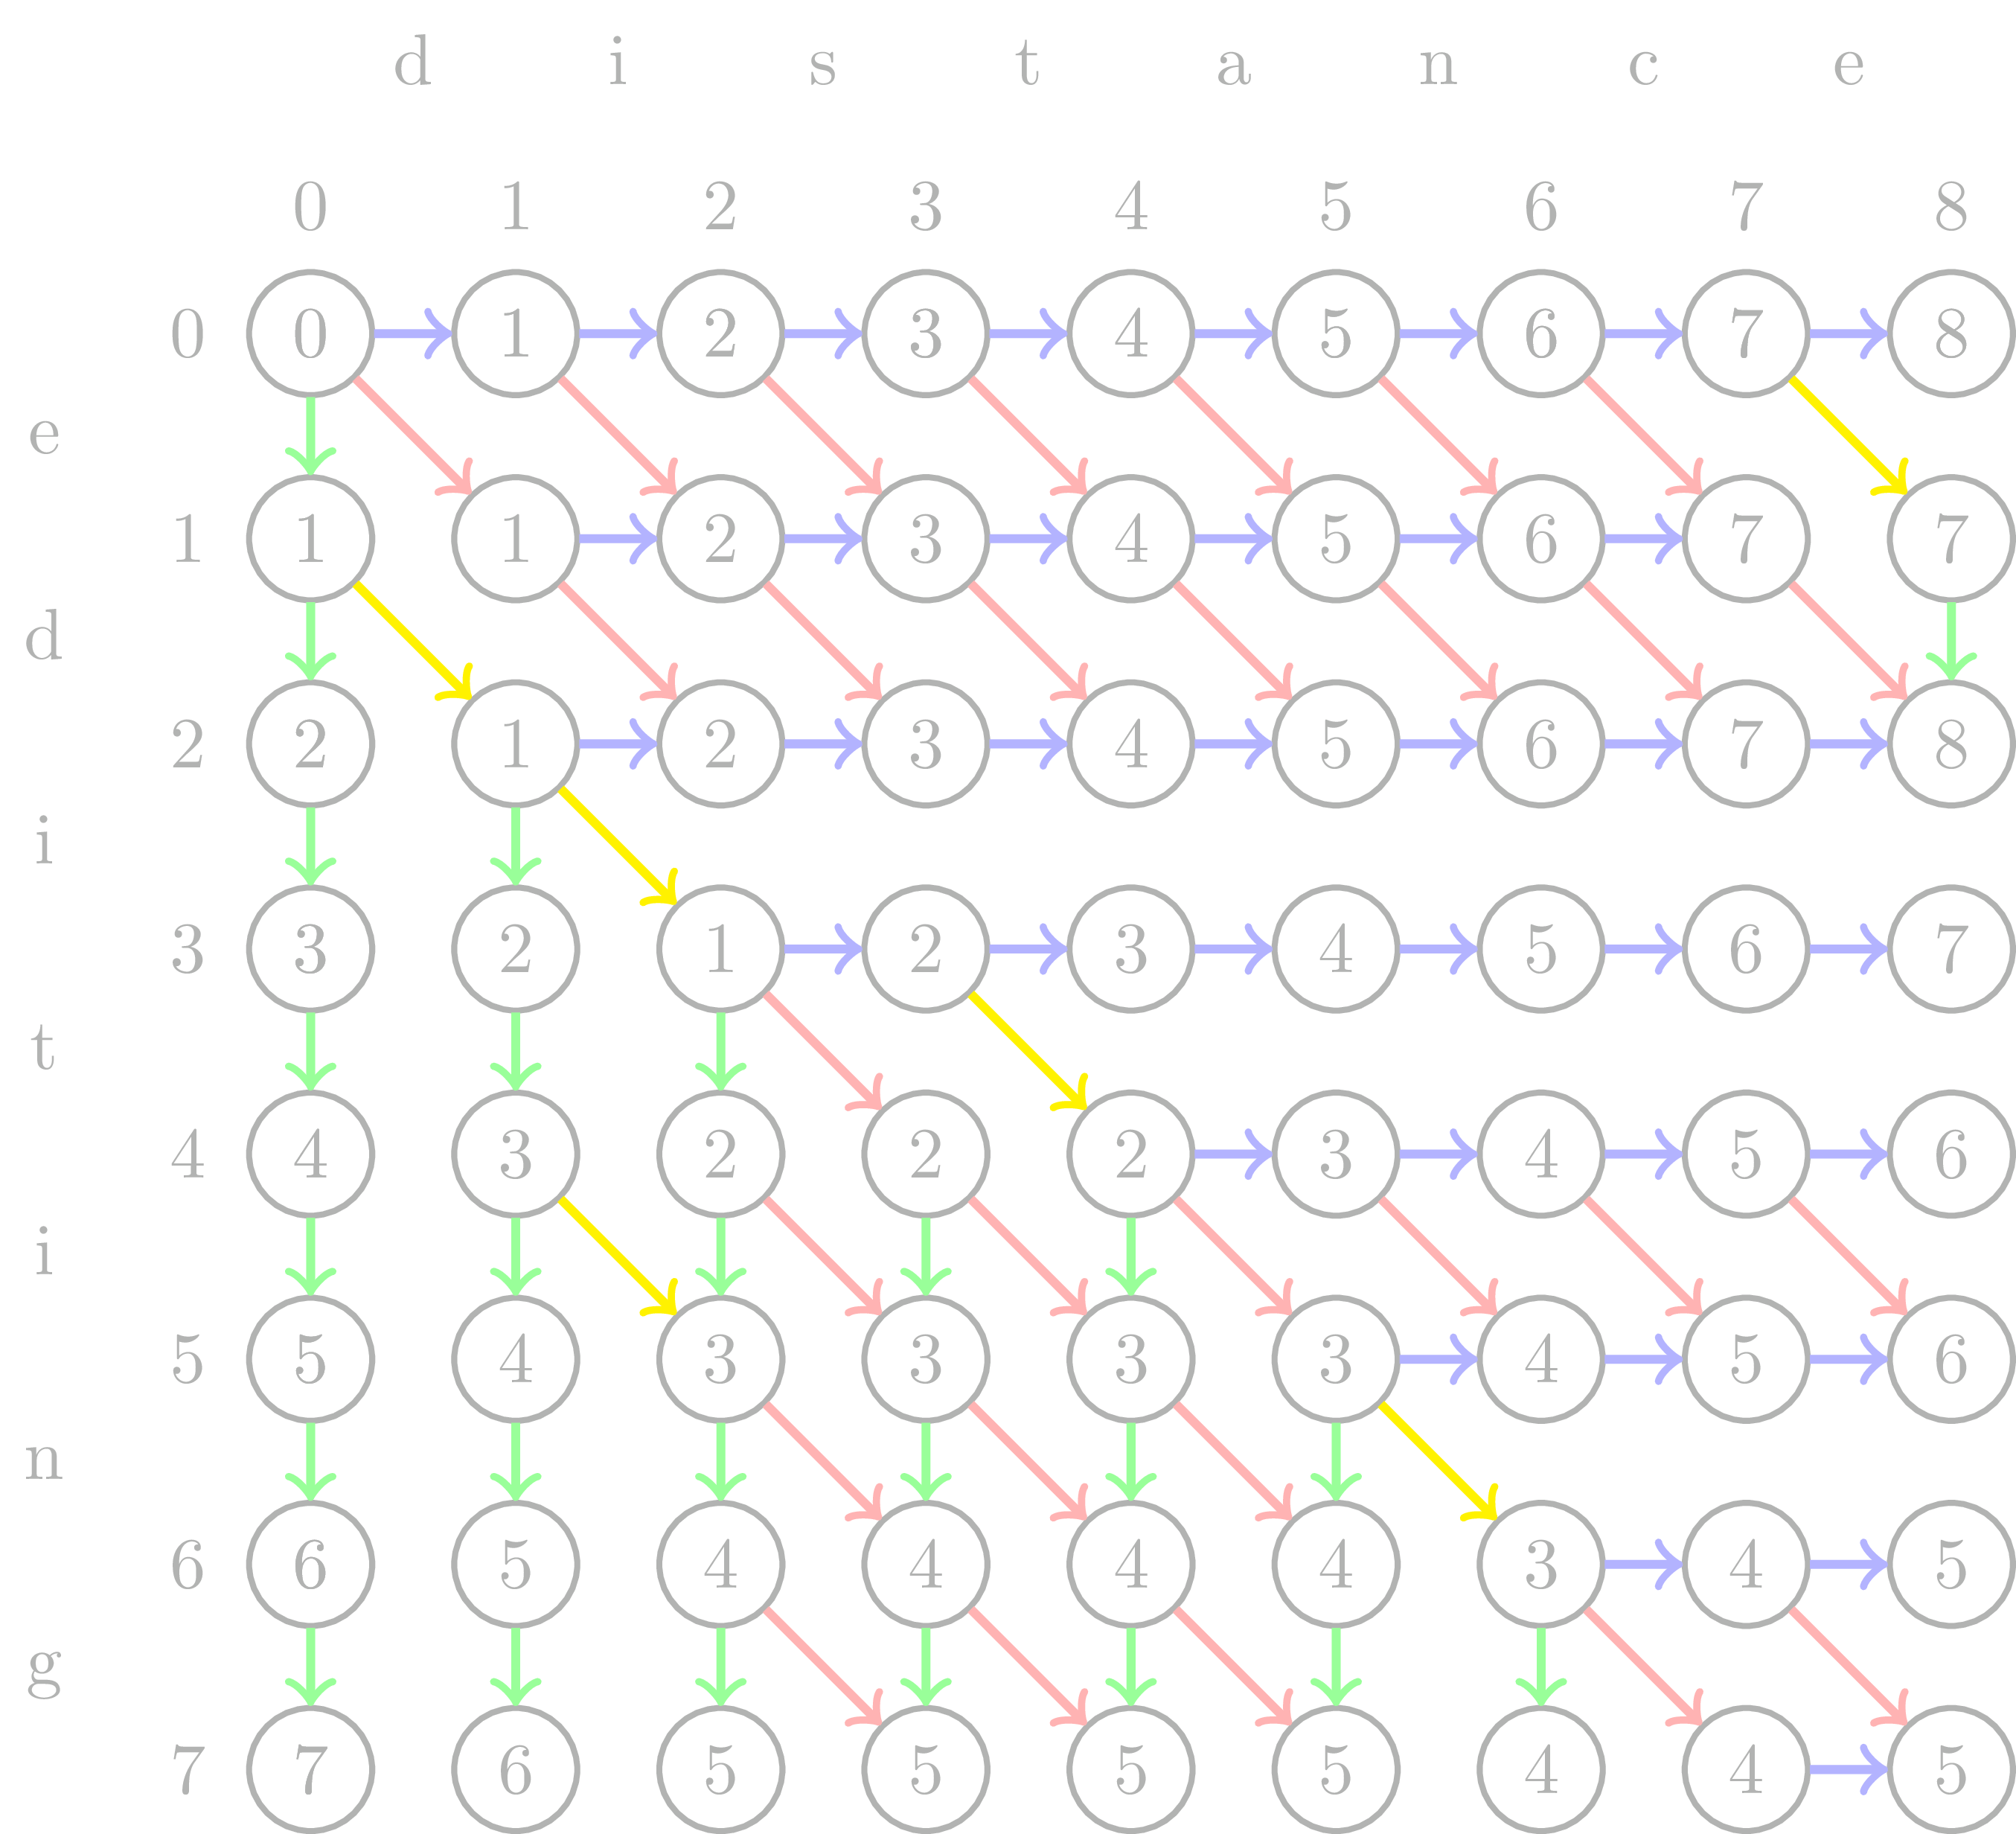 d i s t a n c e
0 1 2 3 4 5 6 7 8
0 0 1 2 3 4 5 6 7 8
e
1 1 1 2 3 4 5 6 7 7
d
2 2 1 2 3 4 5 6 7 8
i
3 3 2 1 2 3 4 5 6 7
t
4 4 3 2 2 2 3 4 5 6
i
5 5 4 3 3 3 3 4 5 6
n
6 6 5 4 4 4 4 3 4 5
g
7 7 6 5 5 5 5 4 4 5